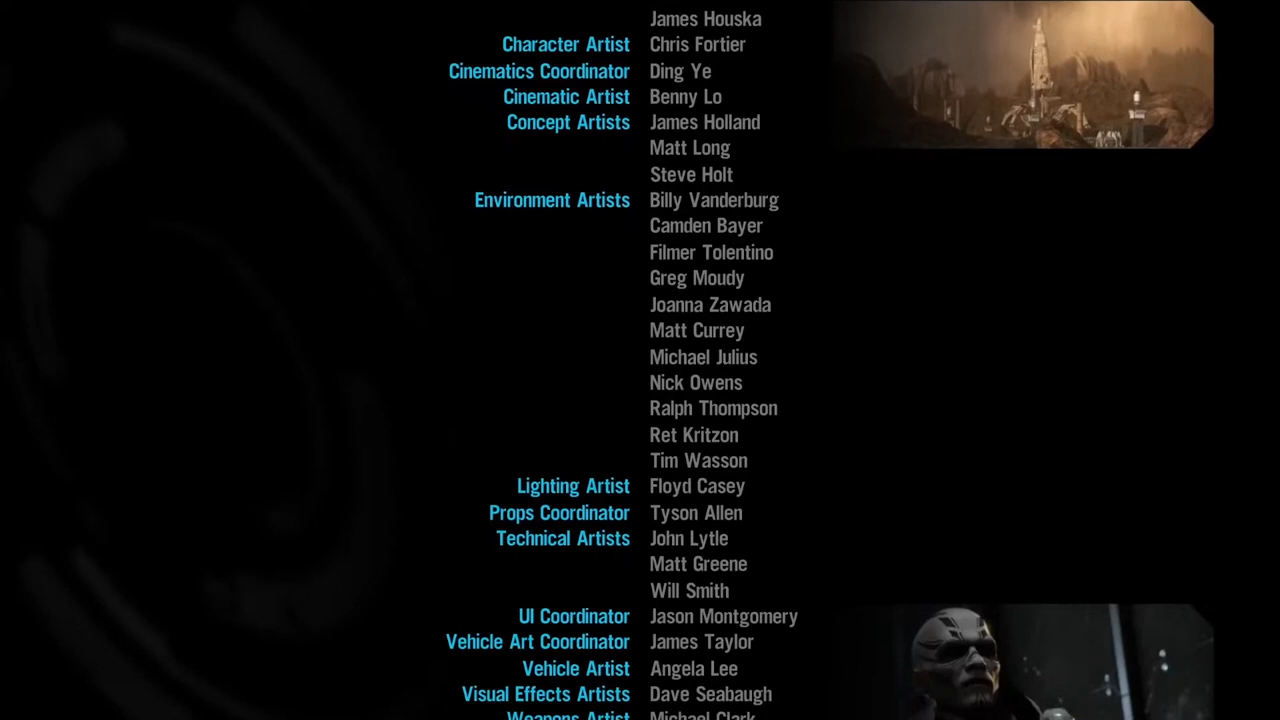 James Houska
Character Artist Chris Fortier
Cinematics Coordinator Ding Ye
Cinematic Artist Benny Lo
Concept Artists James Holland
Matt Long
Steve Holt
Environment Artists Billy Vanderburg
Camden Bayer
Filmer Tolentino
Greg Moudy
Joanna Zawada
Matt Currey
Michael Julius
Nick Owens
Ralph Thompson
Ret Kritzon
Tim Wasson
Lighting Artist Floyd Casey
Props Coordinator Tyson Allen
Technical Artists John Lytle
Matt Greene
Will Smith
UI Coordinator Jason Montgomery
Vehicle Art Coordinator James Taylor
Vehicle Artist Angela Lee
Visual Effects Artists Dave Seabaugh
Weapons Artist Michael Clark